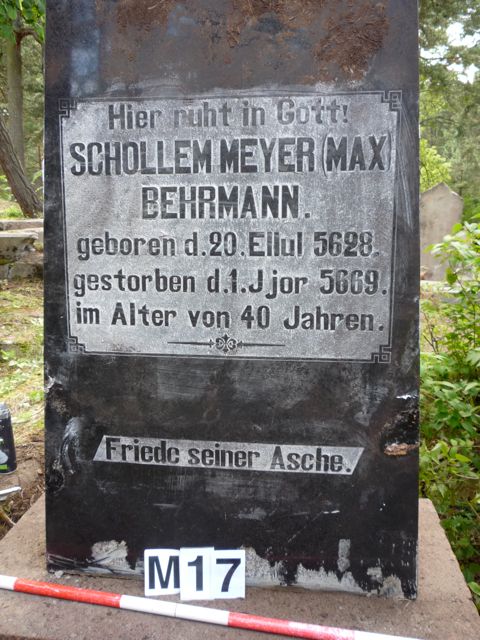 Hier ruht in Gott!
SCHOLLEM MEYER (MAX)
BEHRMANN.
geboren d. 20. Ellul 5628.
gestorben d. 1. Jjor 5669.
im Alter von 40 Jahren.
Friede seiner Asche.
M17